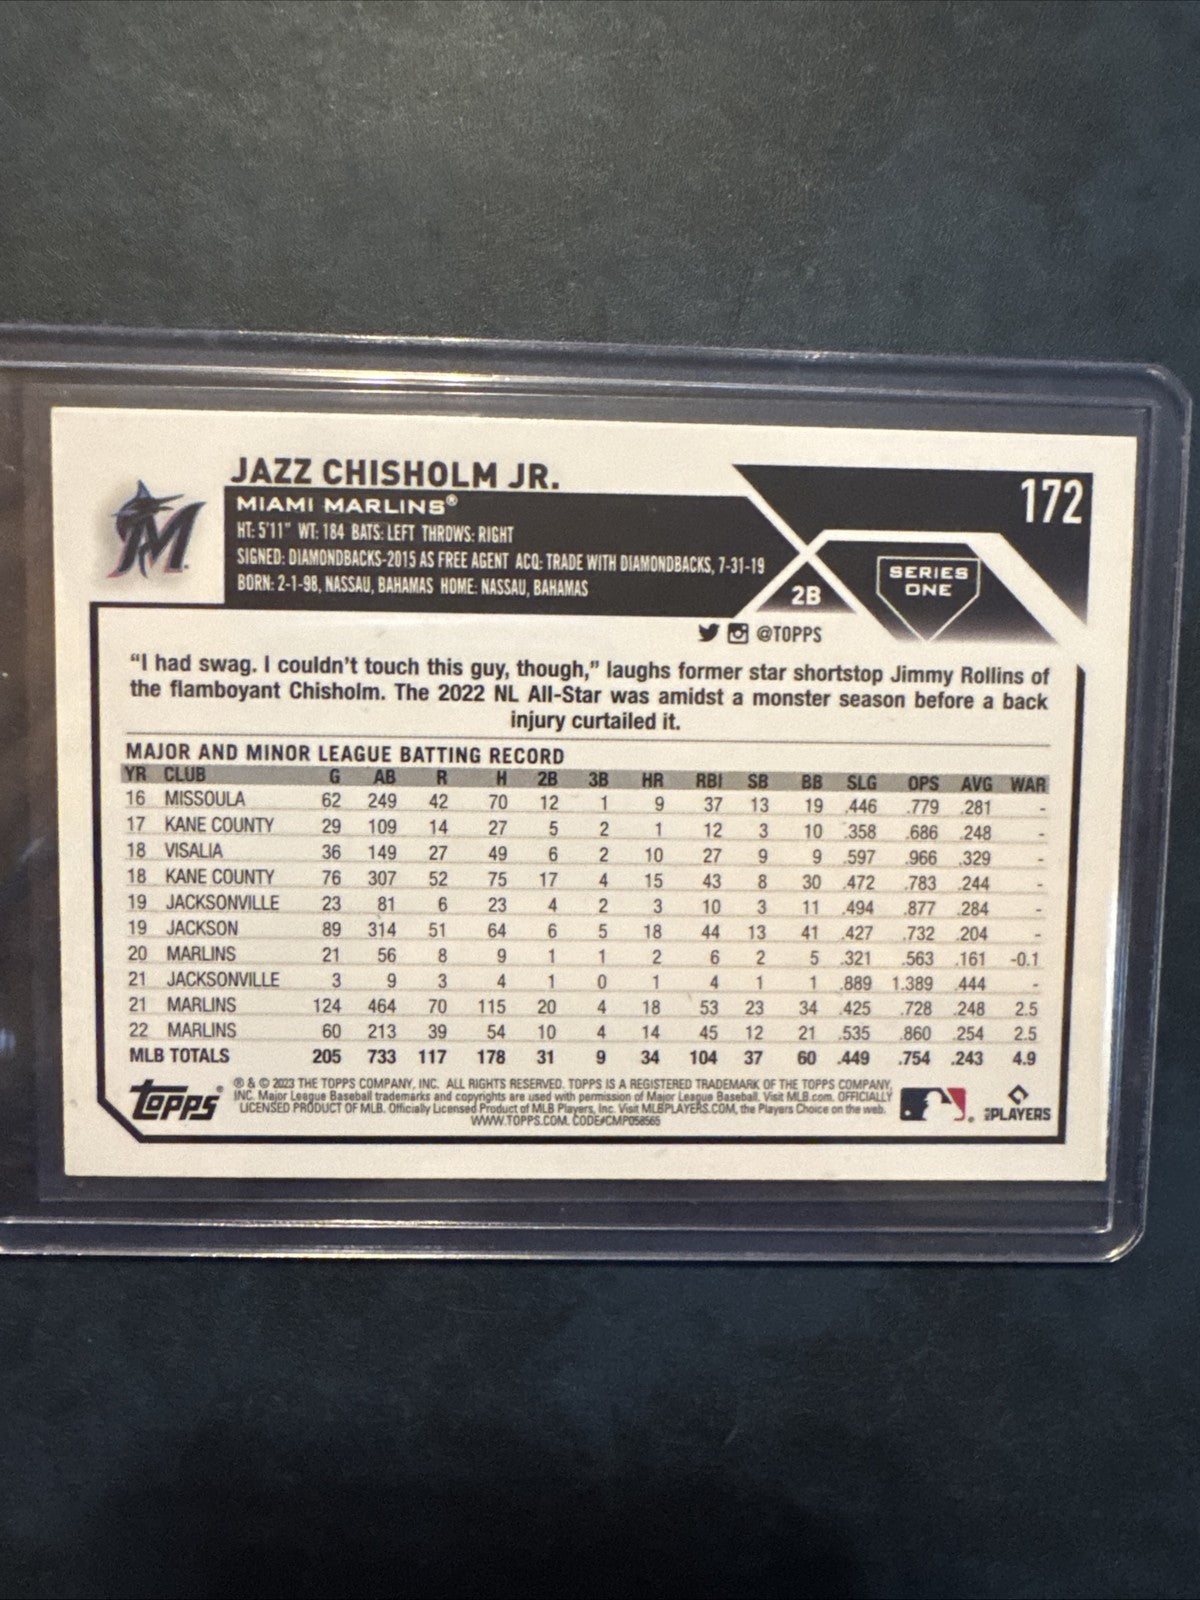 JAZZ CHISHOLM JR.
172
MIAMI MARLINS®
HT: 5'11" WT: 184 BATS: LEFT THROWS: RIGHT
SIGNED: DIAMONDBACKS-2015 AS FREE AGENT ACQ: TRADE WITH DIAMONDBACKS, 7-31-19
BORN: 2-1-98, NASSAU, BAHAMAS HOME: NASSAU, BAHAMAS
2B
SERIES
ONE
@TOPPS
"I had swag. I couldn't touch this guy, though," laughs former star shortstop Jimmy Rollins of
the flamboyant Chisholm. The 2022 NL All-Star was amidst a monster season before a back
injury curtailed it.
MAJOR AND MINOR LEAGUE BATTING RECORD
YR CLUB G AB R H 2B 3B HR RBI SB BB SLG OPS AVG WAR
16 MISSOULA 62 249 42 70 12 1 9 37 13 19 .446 .779 .281 -
17 KANE COUNTY 29 109 14 27 5 2 1 12 3 10 .358 .686 .248 -
18 VISALIA 36 149 27 49 6 2 10 27 9 9 .597 .966 .329 -
18 KANE COUNTY 76 307 52 75 17 4 15 43 8 30 .472 .783 .244 -
19 JACKSONVILLE 23 81 6 23 4 2 3 10 3 11 .494 .877 .284 -
19 JACKSON 89 314 51 64 6 5 18 44 13 41 .427 .732 .204 -
20 MARLINS 21 56 8 9 1 1 2 6 2 5 .321 .563 .161 -0.1
21 JACKSONVILLE 3 9 3 4 1 0 1 4 1 1 .889 1.389 .444 -
21 MARLINS 124 464 70 115 20 4 18 53 23 34 .425 .728 .248 2.5
22 MARLINS 60 213 39 54 10 4 14 45 12 21 .535 .860 .254 2.5
MLB TOTALS 205 733 117 178 31 9 34 104 37 60 .449 .754 .243 4.9
Topps®
® & © 2023 THE TOPPS COMPANY, INC. ALL RIGHTS RESERVED. TOPPS IS A REGISTERED TRADEMARK OF THE TOPPS COMPANY,
INC. Major League Baseball trademarks and copyrights are used with permission of Major League Baseball. Visit MLB.com. OFFICIALLY
LICENSED PRODUCT OF MLB. Officially Licensed Product of MLB Players, Inc. Visit MLBPLAYERS.COM, the Players Choice on the web.
WWW.TOPPS.COM. CODE#CMP058565
MLB PLAYERS